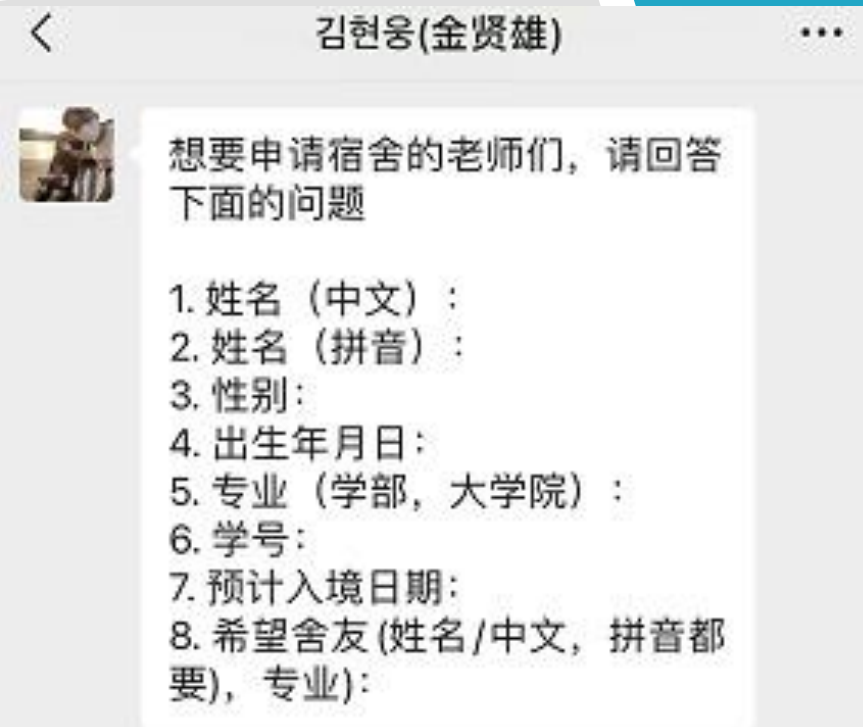 김현웅(金贤雄)
想要申请宿舍的老师们，请回答
下面的问题
1. 姓名（中文）：
2. 姓名（拼音）：
3. 性别：
4. 出生年月日：
5. 专业（学部，大学院）：
6. 学号：
7. 预计入境日期：
8. 希望舍友(姓名/中文，拼音都
要)，专业)：